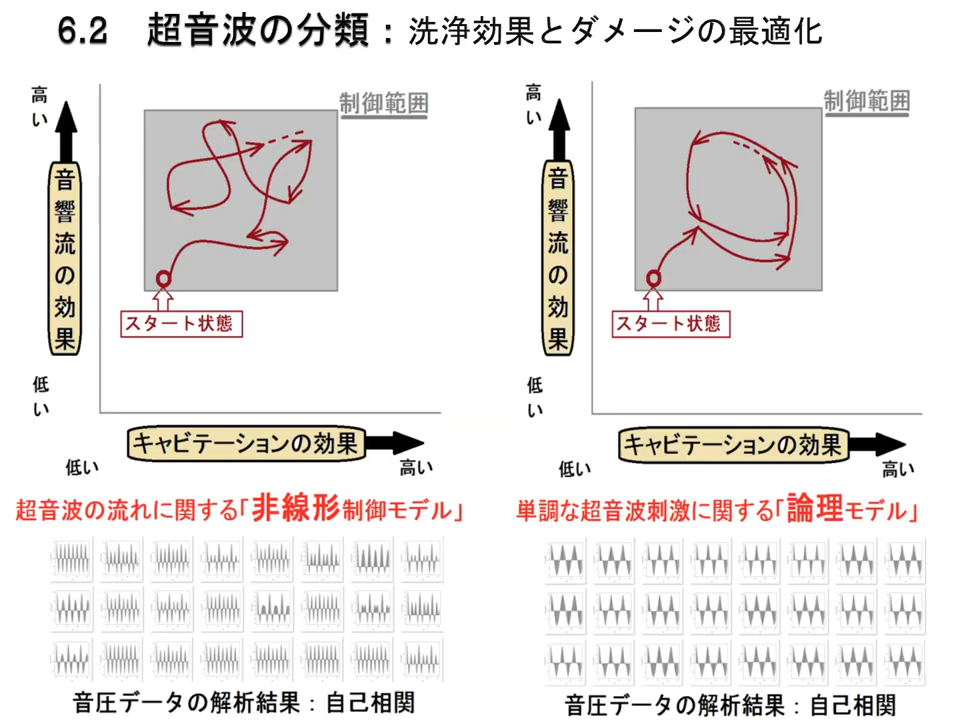 6.2 超音波の分類：洗浄効果とダメージの最適化
高い
音響流の効果
低い
制御範囲
スタート状態
キャビテーションの効果
低い
高い
超音波の流れに関する「非線形制御モデル」
音圧データの解析結果：自己相関
高い
音響流の効果
低い
制御範囲
スタート状態
キャビテーションの効果
低い
高い
単調な超音波刺激に関する「論理モデル」
音圧データの解析結果：自己相関